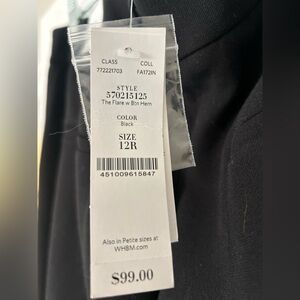 CLASS COLL
772221703 FA172IN
STYLE
570215125
The Flare w Btn Hem
COLOR
Black
SIZE
12R
451009615847
Also in Petite sizes at
WHBM.com
$99.00